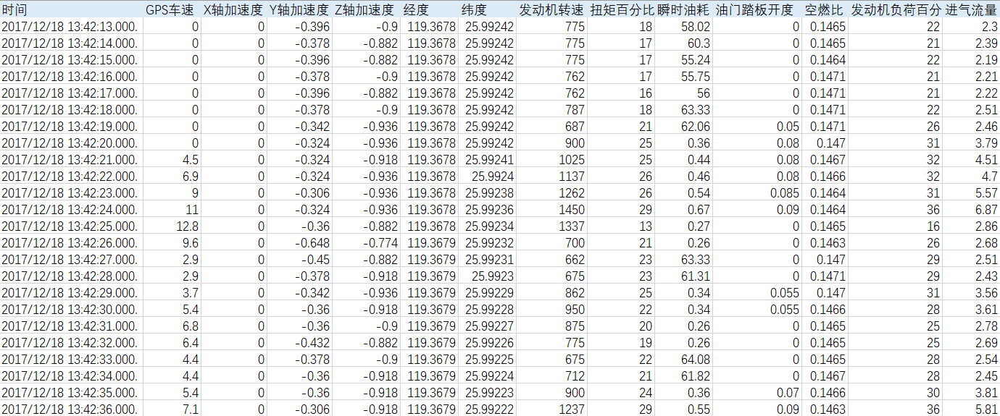 时间 GPS车速 X轴加速度 Y轴加速度 Z轴加速度 经度 纬度 发动机转速 扭矩百分比 瞬时油耗 油门踏板开度 空燃比 发动机负荷百分 进气流量
2017/12/18 13:42:13.000. 0 0 -0.396 -0.9 119.3678 25.99242 775 18 58.02 0 0.1465 22 2.3
2017/12/18 13:42:14.000. 0 0 -0.378 -0.882 119.3678 25.99242 775 17 60.3 0 0.1465 21 2.39
2017/12/18 13:42:15.000. 0 0 -0.396 -0.882 119.3678 25.99242 775 17 55.24 0 0.1464 22 2.19
2017/12/18 13:42:16.000. 0 0 -0.378 -0.9 119.3678 25.99242 762 17 55.75 0 0.1471 21 2.21
2017/12/18 13:42:17.000. 0 0 -0.396 -0.882 119.3678 25.99242 762 16 56 0 0.1471 21 2.22
2017/12/18 13:42:18.000. 0 0 -0.378 -0.9 119.3678 25.99242 787 18 63.33 0 0.1471 22 2.51
2017/12/18 13:42:19.000. 0 0 -0.342 -0.936 119.3678 25.99242 687 21 62.06 0.05 0.1471 26 2.46
2017/12/18 13:42:20.000. 0 0 -0.324 -0.936 119.3678 25.99242 900 25 0.36 0.08 0.147 31 3.79
2017/12/18 13:42:21.000. 4.5 0 -0.324 -0.918 119.3678 25.99241 1025 25 0.44 0.08 0.1467 32 4.51
2017/12/18 13:42:22.000. 6.9 0 -0.324 -0.936 119.3678 25.9924 1137 26 0.46 0.08 0.1466 32 4.7
2017/12/18 13:42:23.000. 9 0 -0.306 -0.936 119.3678 25.99238 1262 26 0.54 0.085 0.1464 31 5.57
2017/12/18 13:42:24.000. 11 0 -0.324 -0.936 119.3678 25.99236 1450 29 0.67 0.09 0.1464 36 6.87
2017/12/18 13:42:25.000. 12.8 0 -0.36 -0.882 119.3678 25.99234 1337 13 0.27 0 0.1465 16 2.86
2017/12/18 13:42:26.000. 9.6 0 -0.648 -0.774 119.3679 25.99232 700 21 0.26 0 0.1463 26 2.68
2017/12/18 13:42:27.000. 2.9 0 -0.45 -0.882 119.3679 25.99231 662 23 63.33 0 0.147 29 2.51
2017/12/18 13:42:28.000. 2.9 0 -0.378 -0.918 119.3679 25.9923 675 23 61.31 0 0.1471 29 2.43
2017/12/18 13:42:29.000. 3.7 0 -0.342 -0.936 119.3679 25.99229 862 25 0.34 0.055 0.147 31 3.56
2017/12/18 13:42:30.000. 5.4 0 -0.36 -0.918 119.3679 25.99228 950 22 0.34 0.055 0.1466 28 3.61
2017/12/18 13:42:31.000. 6.8 0 -0.36 -0.9 119.3679 25.99227 875 20 0.26 0 0.1465 25 2.78
2017/12/18 13:42:32.000. 6.4 0 -0.432 -0.882 119.3679 25.99226 775 19 0.26 0 0.1465 25 2.69
2017/12/18 13:42:33.000. 4.4 0 -0.378 -0.9 119.3679 25.99225 675 22 64.08 0 0.1465 28 2.54
2017/12/18 13:42:34.000. 4.4 0 -0.36 -0.918 119.3679 25.99224 712 21 61.82 0 0.1467 28 2.45
2017/12/18 13:42:35.000. 5.4 0 -0.36 -0.918 119.3679 25.99223 900 24 0.36 0.07 0.1466 30 3.81
2017/12/18 13:42:36.000. 7.1 0 -0.306 -0.918 119.3679 25.99222 1237 29 0.55 0.09 0.1463 36 5.81